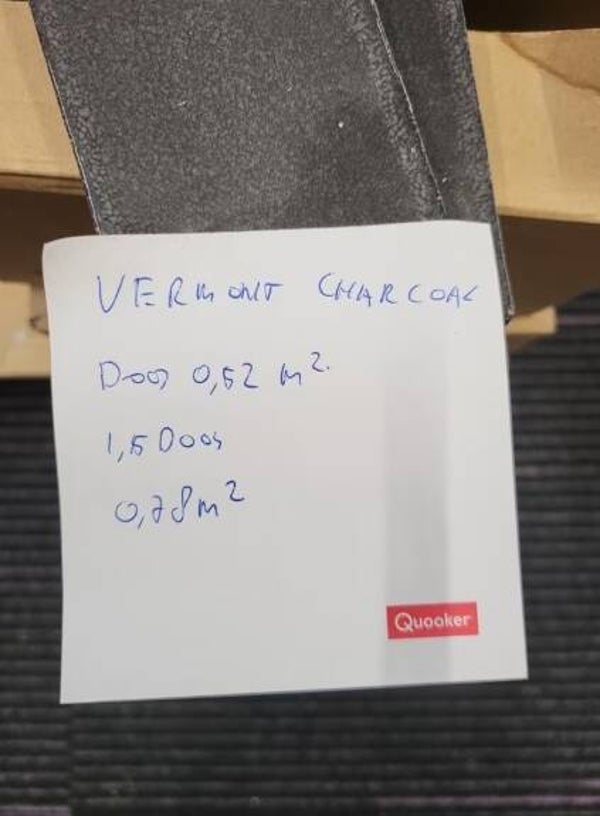 VERMONT CHARCOAL
Doos 0,52 m²
1,5 Doos
0,78m²
Quooker